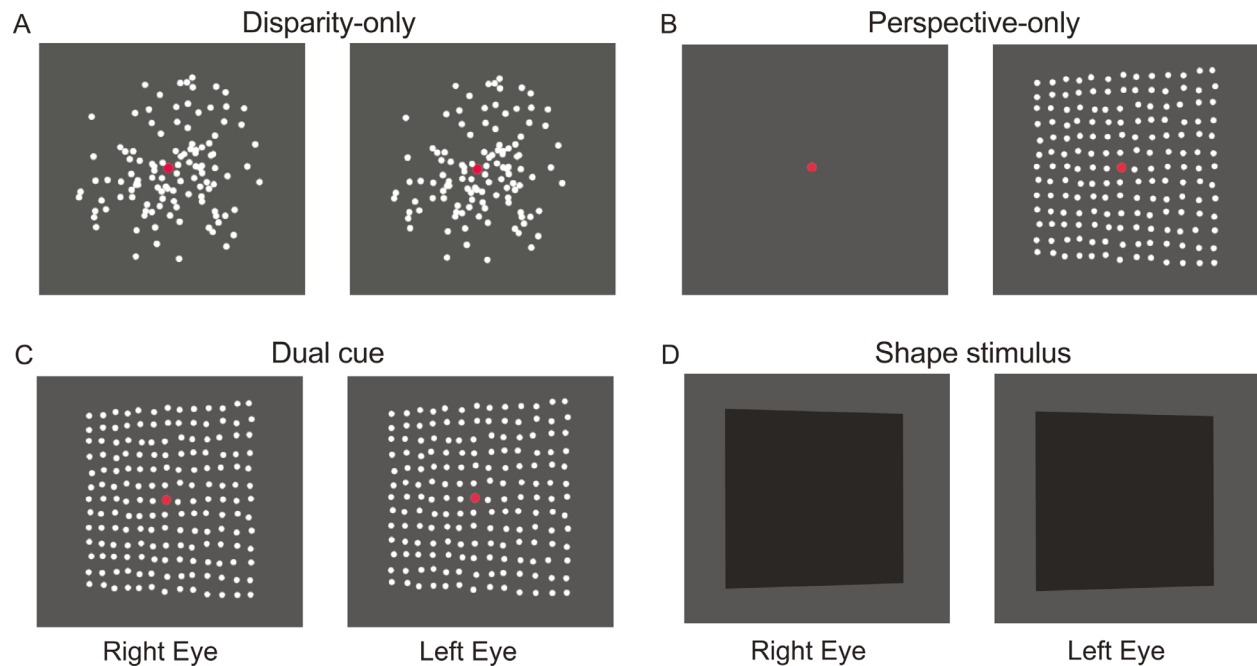 A Disparity-only
B Perspective-only
C Dual cue
D Shape stimulus
Right Eye
Left Eye
Right Eye
Left Eye